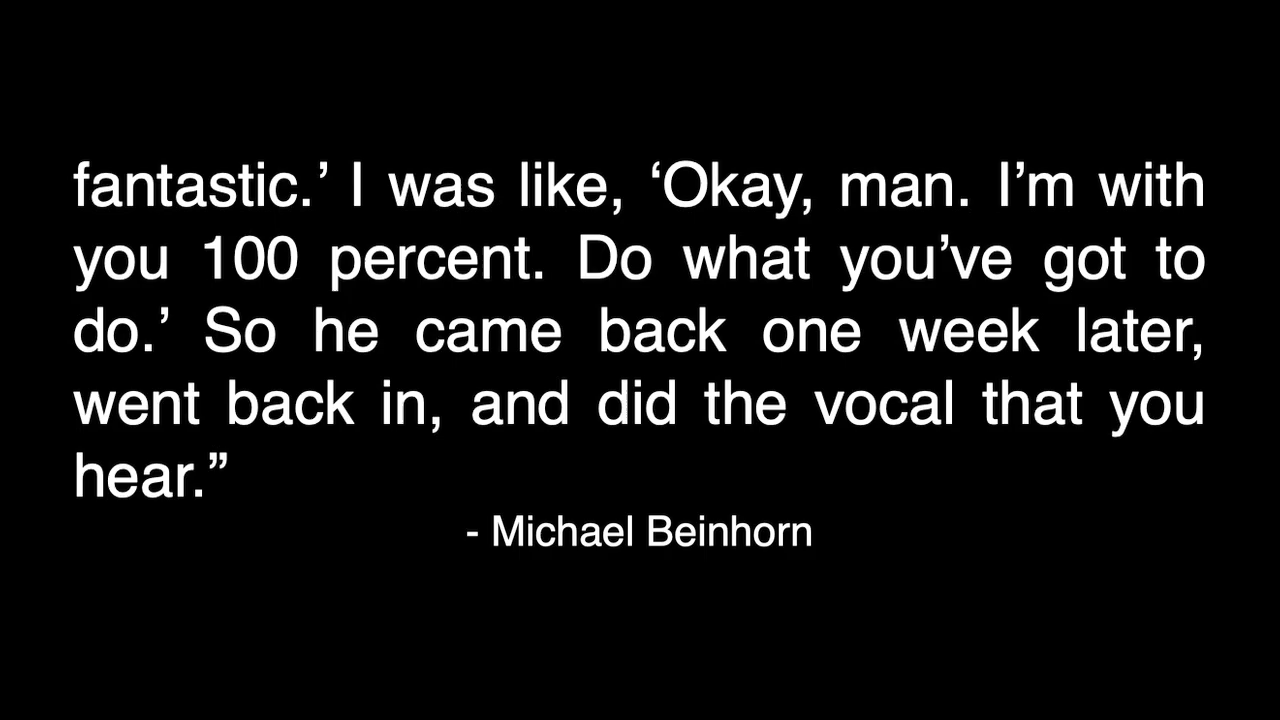 fantastic.’ I was like, ‘Okay, man. I’m with
you 100 percent. Do what you’ve got to
do.’ So he came back one week later,
went back in, and did the vocal that you
hear.”
- Michael Beinhorn